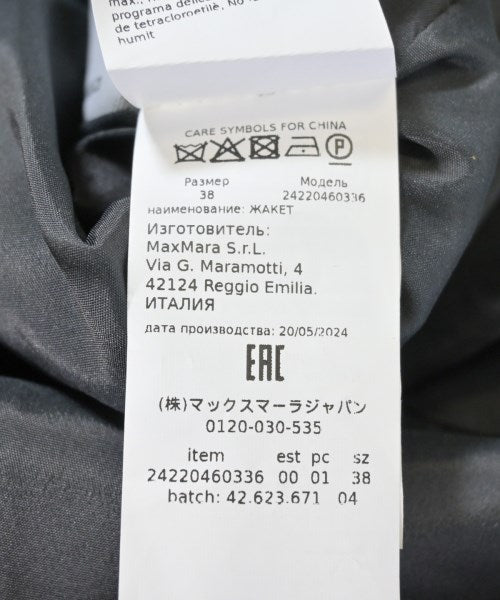 max., 
programa delica
de tetracloroetilè, No
humit
CARE SYMBOLS FOR CHINA
P
Размер Модель
38 24220460336
наименование: ЖАКЕТ
Изготовитель:
MaxMara S.r.L.
Via G. Maramotti, 4
42124 Reggio Emilia.
ИТАЛИЯ
дата производства: 20/05/2024
EAC
(株)マックスマーラジャパン
0120-030-535
item est pc sz
24220460336 00 01 38
batch: 42.623.671 04